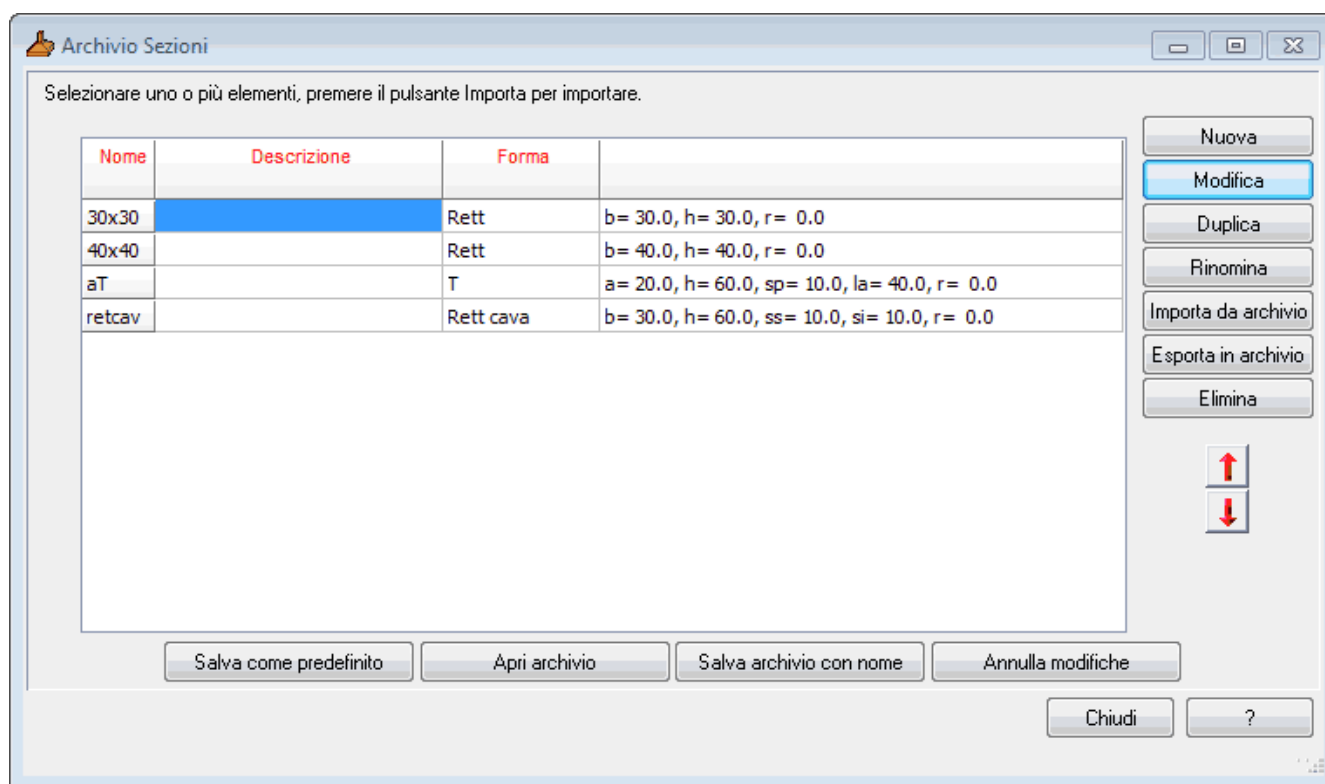 Archivio Sezioni
Selezionare uno o più elementi, premere il pulsante Importa per importare.
Nome Descrizione Forma
30x30 Rett b= 30.0, h= 30.0, r= 0.0
40x40 Rett b= 40.0, h= 40.0, r= 0.0
aT T a= 20.0, h= 60.0, sp= 10.0, la= 40.0, r= 0.0
retcav Rett cava b= 30.0, h= 60.0, ss= 10.0, si= 10.0, r= 0.0
Nuova
Modifica
Duplica
Rinomina
Importa da archivio
Esporta in archivio
Elimina
Salva come predefinito Apri archivio Salva archivio con nome Annulla modifiche
Chiudi ?